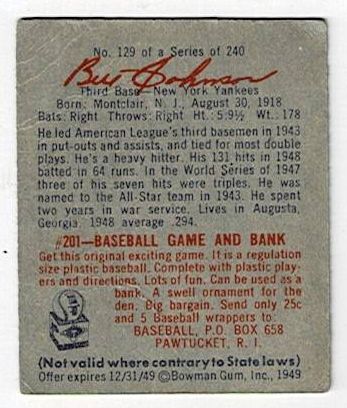 No. 129 of a Series of 240
Bill Johnson
Third Base—New York Yankees
Born: Montclair, N. J., August 30, 1918
Bats: Right Throws: Right Ht.: 5:9½ Wt.: 178
He led American League's third basemen in 1943
in put-outs and assists, and tied for most double
plays. He's a heavy hitter. His 131 hits in 1948
batted in 64 runs. In the World Series of 1947
three of his seven hits were triples. He was
named to the All-Star team in 1943. He spent
two years in war service. Lives in Augusta,
Georgia. 1948 average .294.
#201—BASEBALL GAME AND BANK
Get this original exciting game. It is a regulation
size plastic baseball. Complete with plastic play-
ers and directions. Lots of fun. Can be used as a
bank. A swell ornament for the
den. Big bargain. Send only 25c
and 5 Baseball wrappers to:
BASEBALL, P.O. BOX 658
PAWTUCKET, R. I.
(Not valid where contrary to State laws)
Offer expires 12/31/49 ©Bowman Gum, Inc., 1949